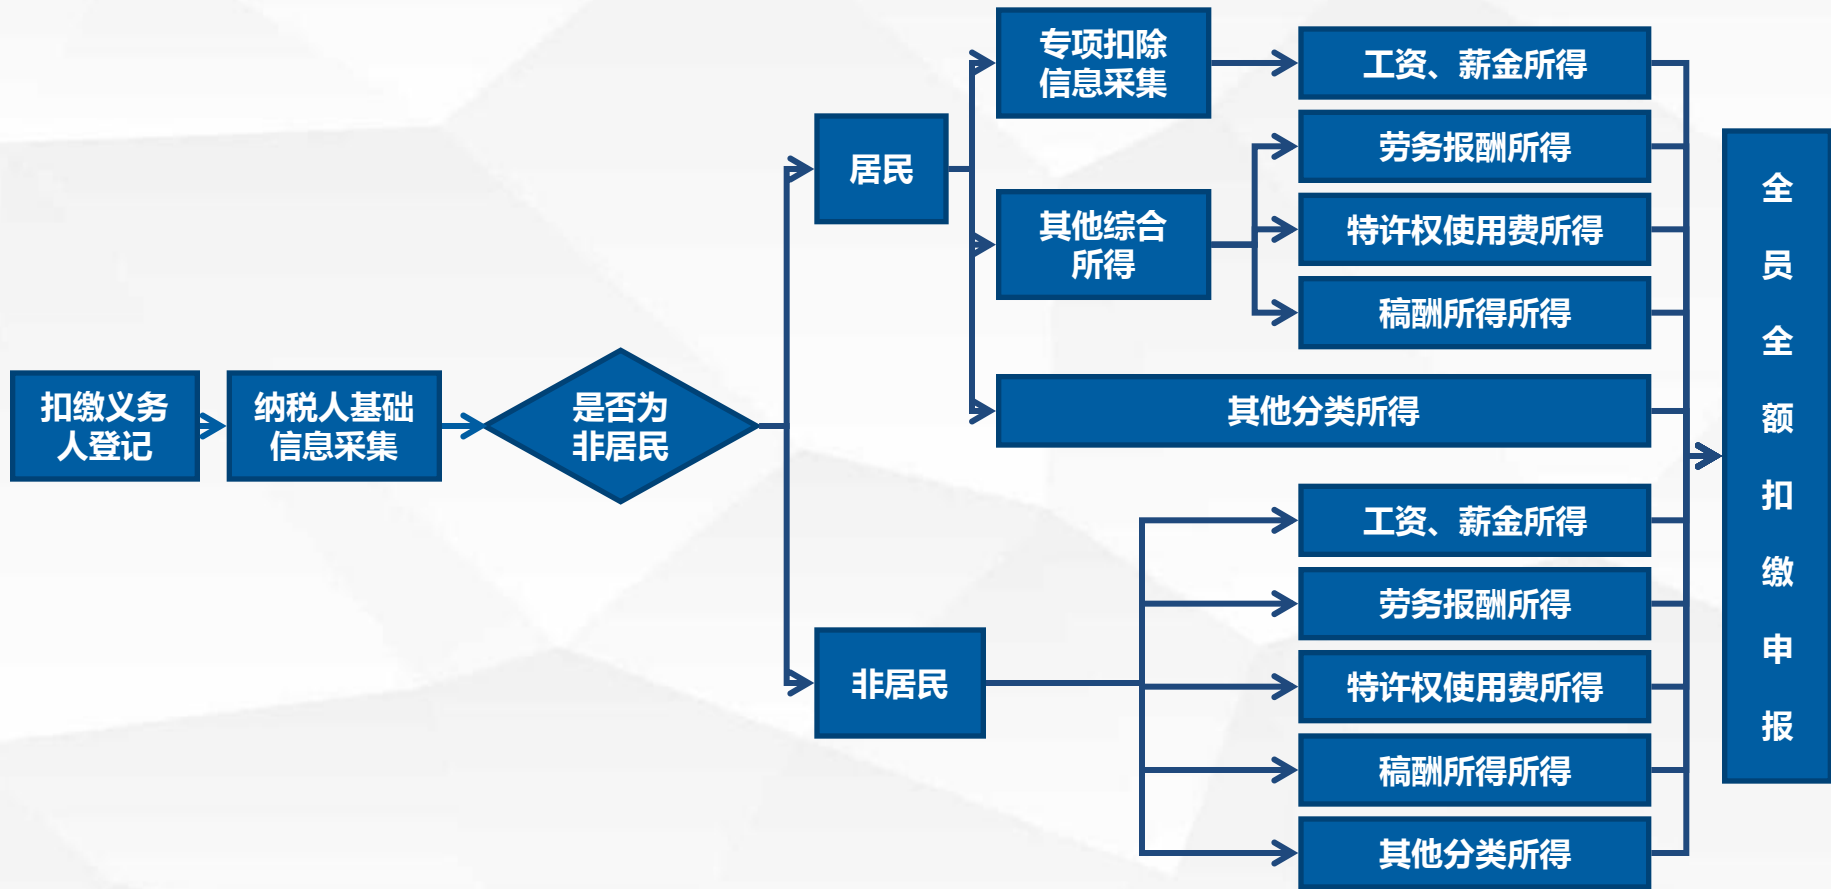 扣缴义务
人登记
纳税人基础
信息采集
是否为
非居民
居民
专项扣除
信息采集
工资、薪金所得
其他综合
所得
劳务报酬所得
特许权使用费所得
稿酬所得所得
其他分类所得
非居民
工资、薪金所得
劳务报酬所得
特许权使用费所得
稿酬所得所得
其他分类所得
全员全额扣缴申报